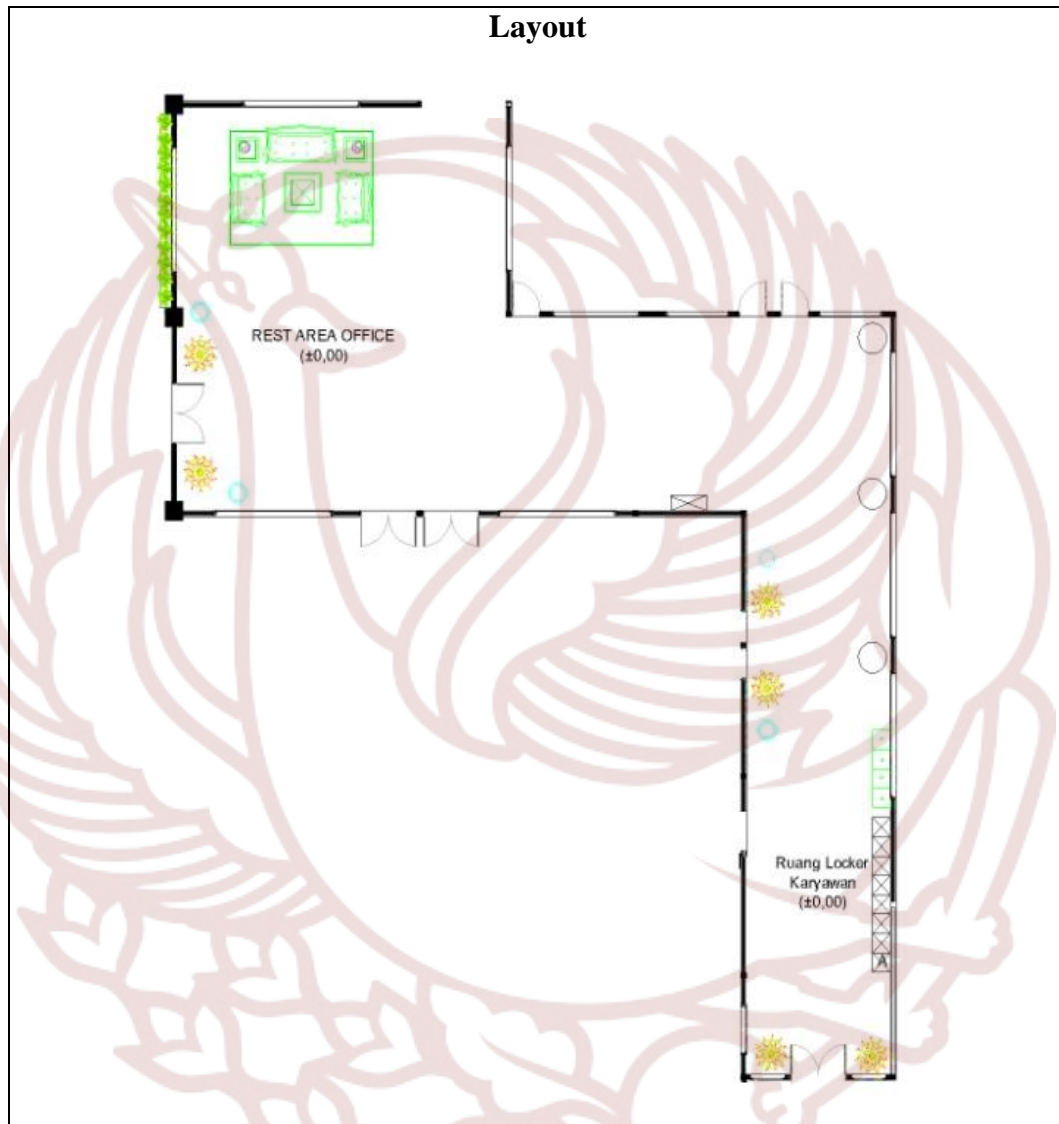 Layout
REST AREA OFFICE
(±0,00)
Ruang Locker
Karyawan
(±0,00)
A